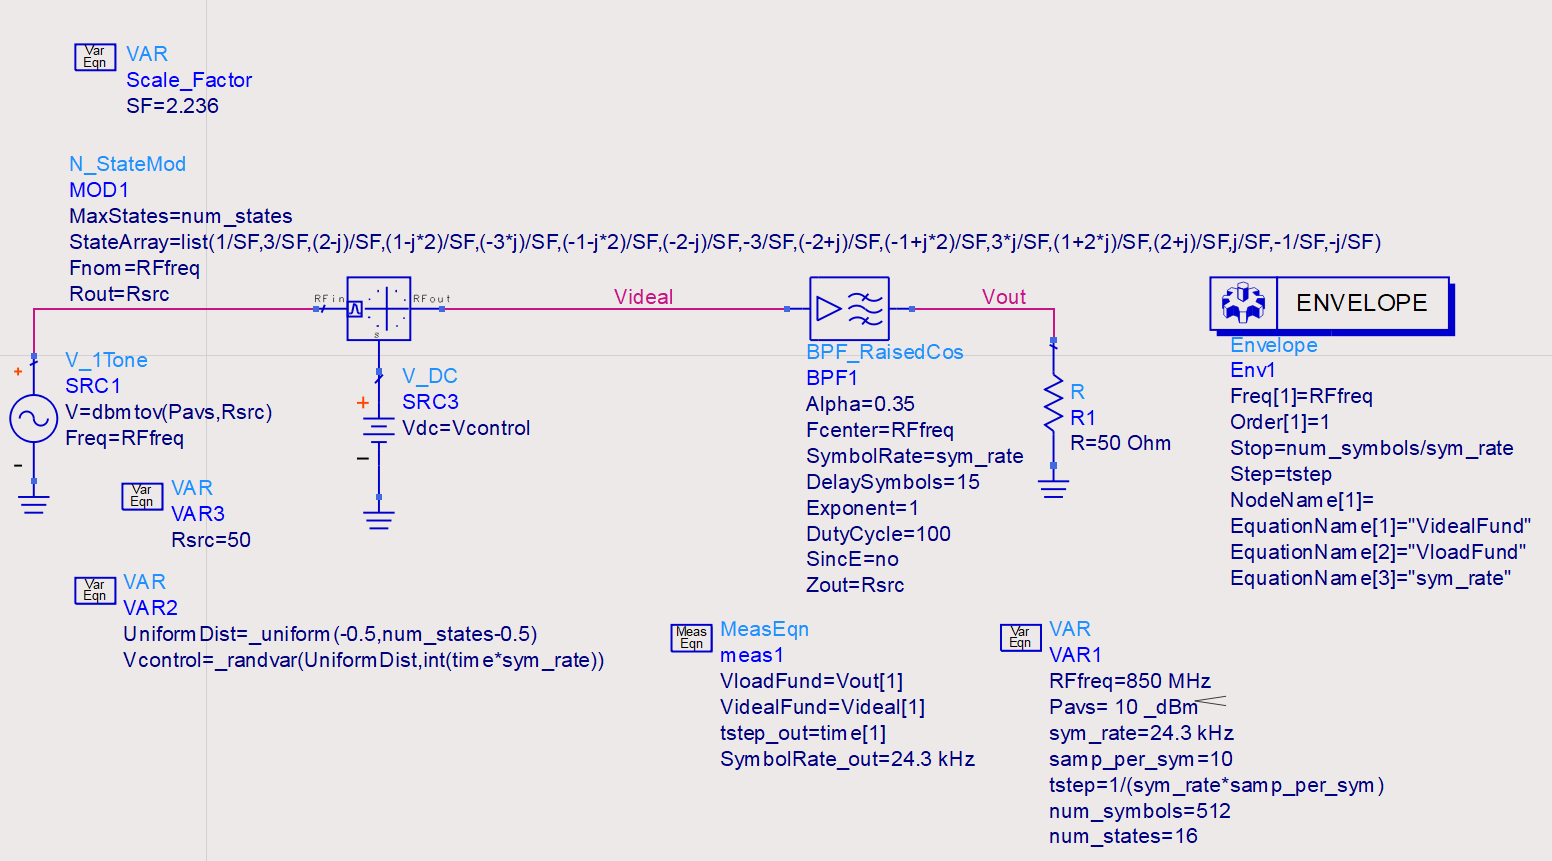 Var
Eqn
VAR
Scale_Factor
SF=2.236
N_StateMod
MOD1
MaxStates=num_states
StateArray=list(1/SF,3/SF,(2-j)/SF,(1-j*2)/SF,(-3*j)/SF,(-1-j*2)/SF,(-2-j)/SF,-3/SF,(-2+j)/SF,(-1+j*2)/SF,3*j/SF,(1+2*j)/SF,(2+j)/SF,j/SF,-1/SF,-j/SF)
Fnom=RFfreq
Rout=Rsrc
RFin
RFout
S
Videal
Vout
ENVELOPE
V_1Tone
SRC1
V=dbmtov(Pavs,Rsrc)
Freq=RFfreq
+
-
V_DC
SRC3
Vdc=Vcontrol
+
-
BPF_RaisedCos
BPF1
Alpha=0.35
Fcenter=RFfreq
SymbolRate=sym_rate
DelaySymbols=15
Exponent=1
DutyCycle=100
SincE=no
Zout=Rsrc
R
R1
R=50 Ohm
Envelope
Env1
Freq[1]=RFfreq
Order[1]=1
Stop=num_symbols/sym_rate
Step=tstep
NodeName[1]=
EquationName[1]="VidealFund"
EquationName[2]="VloadFund"
EquationName[3]="sym_rate"
Var
Eqn
VAR
VAR3
Rsrc=50
Var
Eqn
VAR
VAR2
UniformDist=_uniform(-0.5,num_states-0.5)
Vcontrol=_randvar(UniformDist,int(time*sym_rate))
Meas
Eqn
MeasEqn
meas1
VloadFund=Vout[1]
VidealFund=Videal[1]
tstep_out=time[1]
SymbolRate_out=24.3 kHz
Var
Eqn
VAR
VAR1
RFfreq=850 MHz
Pavs= 10 _dBm
sym_rate=24.3 kHz
samp_per_sym=10
tstep=1/(sym_rate*samp_per_sym)
num_symbols=512
num_states=16